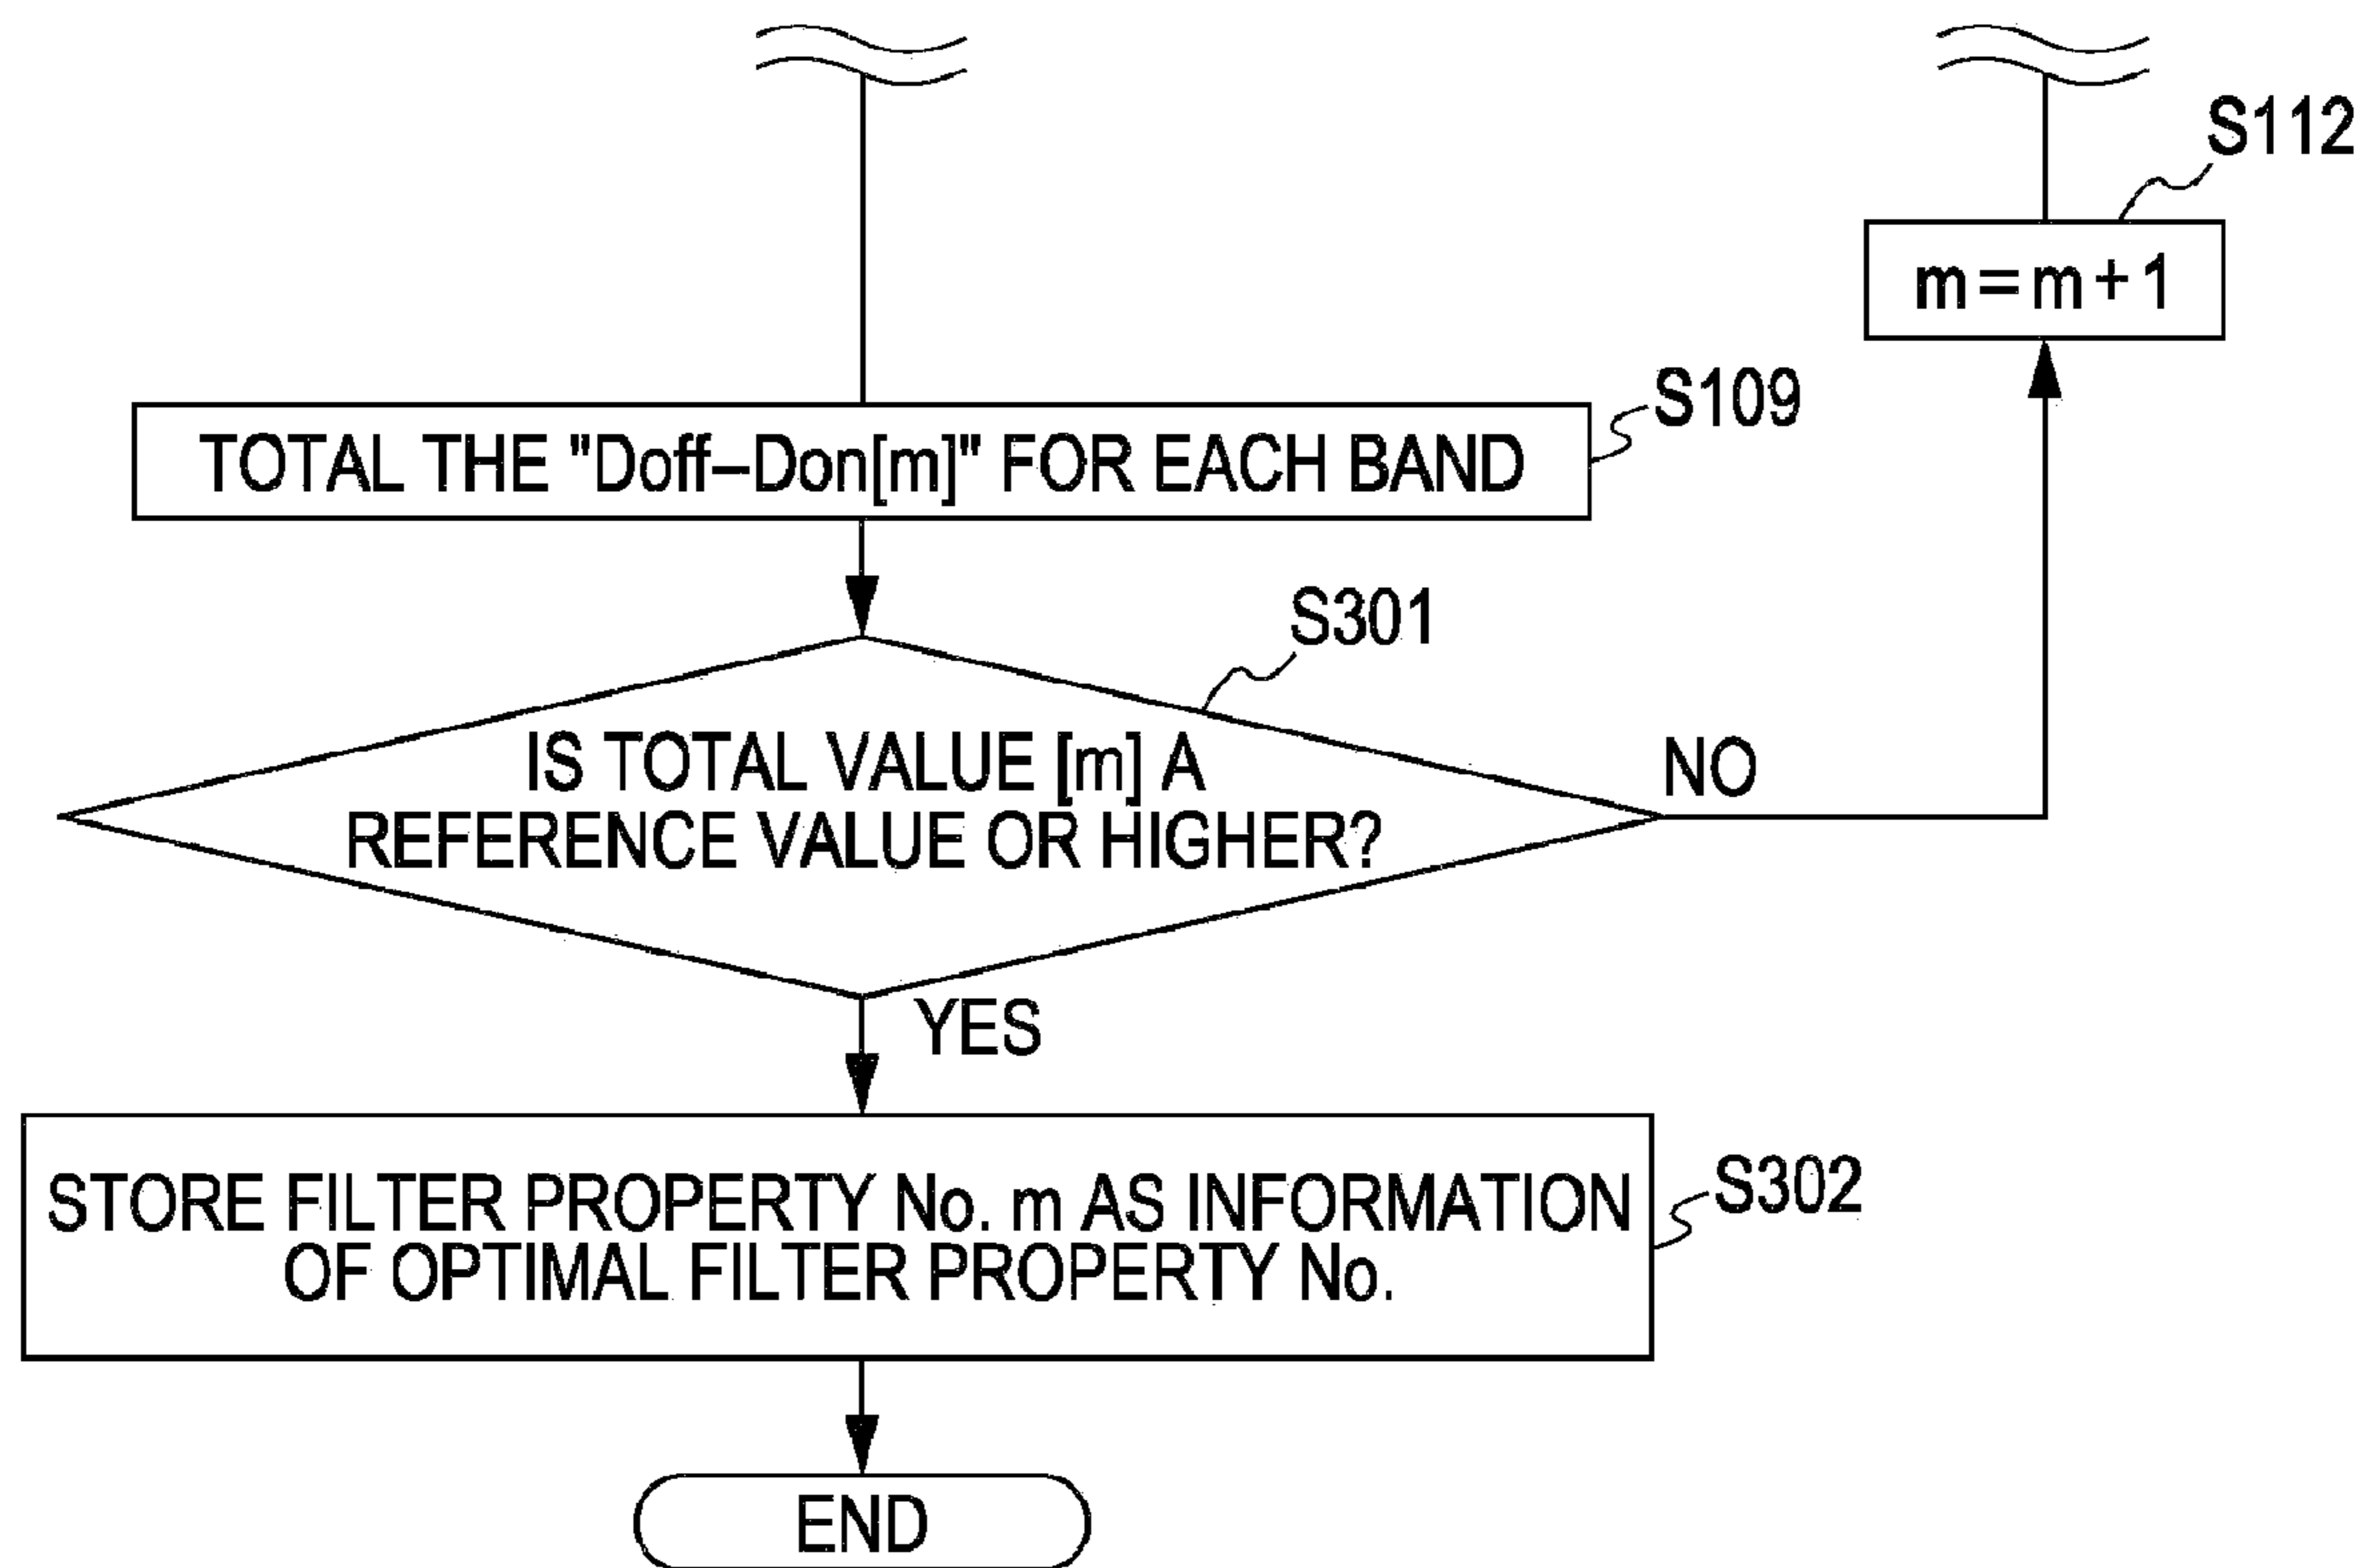 S112
m=m+1
S109
TOTAL THE "Doff–Don[m]" FOR EACH BAND
S301
IS TOTAL VALUE [m] A
REFERENCE VALUE OR HIGHER?
NO
YES
STORE FILTER PROPERTY No. m AS INFORMATION
OF OPTIMAL FILTER PROPERTY No.
S302
END